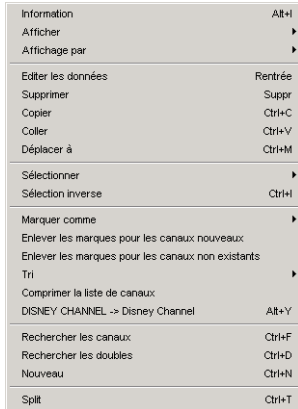 Information Alt+I
Afficher
Affichage par
Editer les données Rentrée
Supprimer Suppr
Copier Ctrl+C
Coller Ctrl+V
Déplacer à Ctrl+M
Sélectionner
Sélection inverse Ctrl+I
Marquer comme
Enlever les marques pour les canaux nouveaux
Enlever les marques pour les canaux non existants
Tri
Comprimer la liste de canaux
DISNEY CHANNEL -> Disney Channel Alt+Y
Rechercher les canaux Ctrl+F
Rechercher les doubles Ctrl+D
Nouveau Ctrl+N
Split Ctrl+T